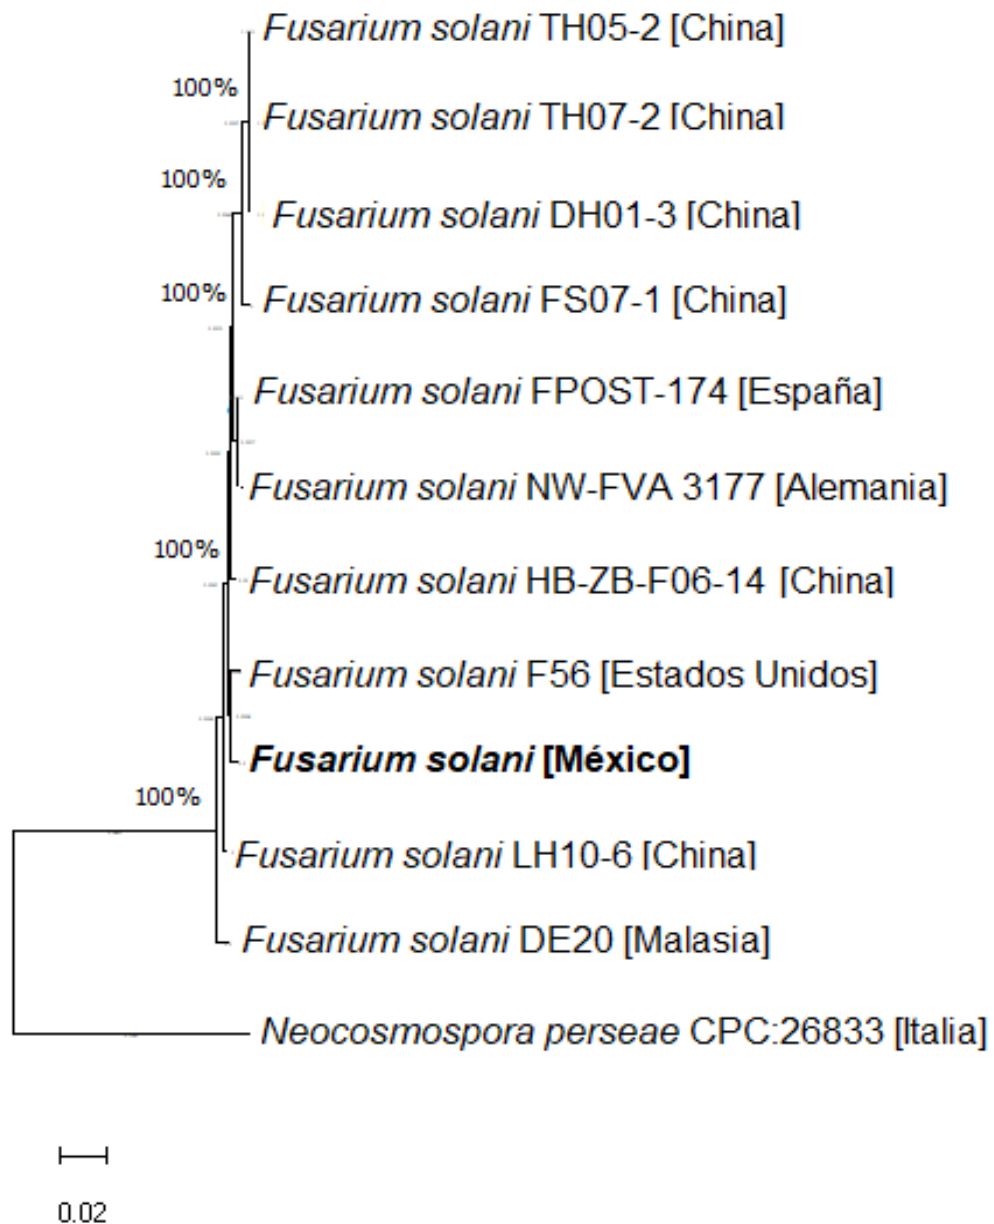 Fusarium solani TH05-2 [China]
100%
Fusarium solani TH07-2 [China]
100%
Fusarium solani DH01-3 [China]
100%
Fusarium solani FS07-1 [China]
Fusarium solani FPOST-174 [España]
Fusarium solani NW-FVA 3177 [Alemania]
100%
Fusarium solani HB-ZB-F06-14 [China]
Fusarium solani F56 [Estados Unidos]
Fusarium solani [México]
100%
Fusarium solani LH10-6 [China]
Fusarium solani DE20 [Malasia]
Neocosmospora perseae CPC:26833 [Italia]
0.02